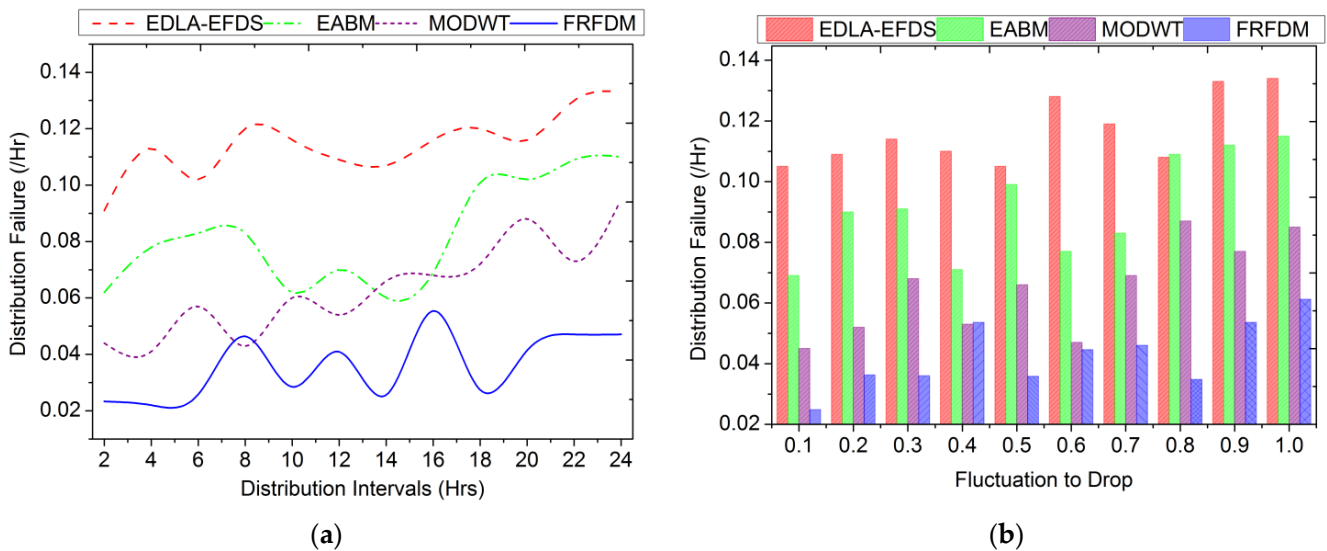 EDLA-EFDS EABM MODWT FRFDM
0.14
0.12
0.10
0.08
0.06
0.04
0.02
Distribution Failure (/Hr)
2 4 6 8 10 12 14 16 18 20 22 24
Distribution Intervals (Hrs)
(a)
EDLA-EFDS EABM MODWT FRFDM
0.14
0.12
0.10
0.08
0.06
0.04
0.02
Distribution Failure (/Hr)
0.1 0.2 0.3 0.4 0.5 0.6 0.7 0.8 0.9 1.0
Fluctuation to Drop
(b)